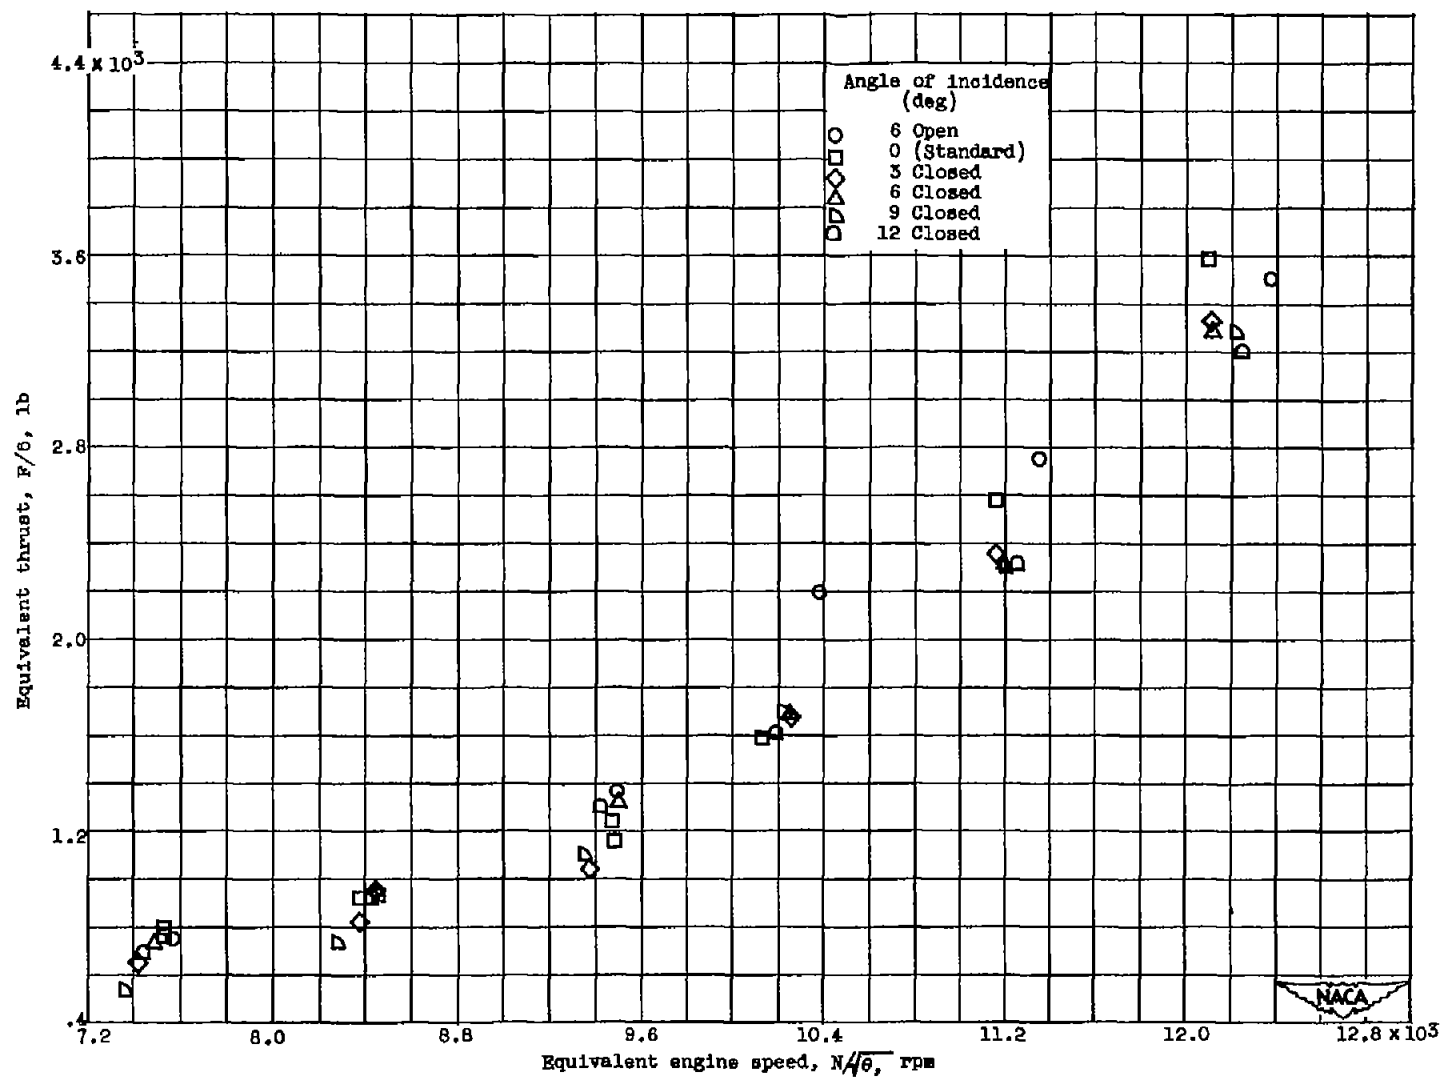 4.4 x 10³
Angle of incidence
(deg)
6 Open
0 (Standard)
3 Closed
6 Closed
9 Closed
12 Closed
3.6
2.8
2.0
1.2
.4
Equivalent thrust, F/δ, lb
NACA
7.2 8.0 8.8 9.6 10.4 11.2 12.0 12.8 x 10³
Equivalent engine speed, N/√θ, rpm